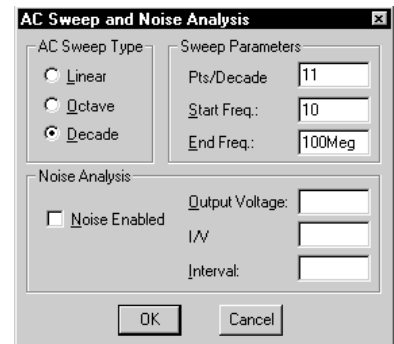 AC Sweep and Noise Analysis
AC Sweep Type
Linear
Octave
Decade
Sweep Parameters
Pts/Decade 11
Start Freq.: 10
End Freq.: 100Meg
Noise Analysis
Noise Enabled
Output Voltage:
I/V
Interval:
OK Cancel